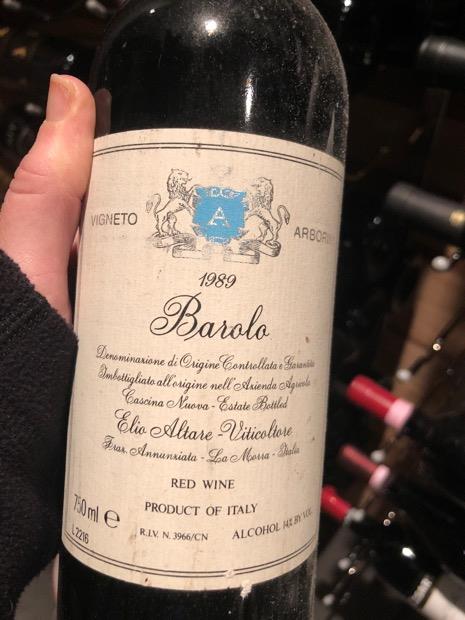 A
VIGNETO
1989
Barolo
Denominazione di Origine Controllata e Garantita
Imbottigliato all'origine nell'Azienda Agricola
Cascina Nuova - Estate Bottled
Elio Altare - Viticoltore
Fraz. Annunziata - La Morra - Italia
RED WINE
750 ml e PRODUCT OF ITALY
L 2216 R.I.V. N. 3966/CN ALCOHOL 14% BY VOL.